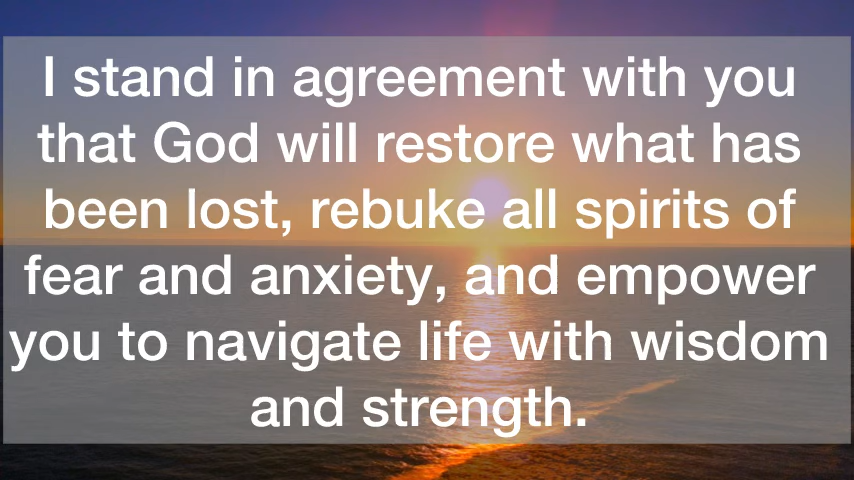 I stand in agreement with you
that God will restore what has
been lost, rebuke all spirits of
fear and anxiety, and empower
you to navigate life with wisdom
and strength.